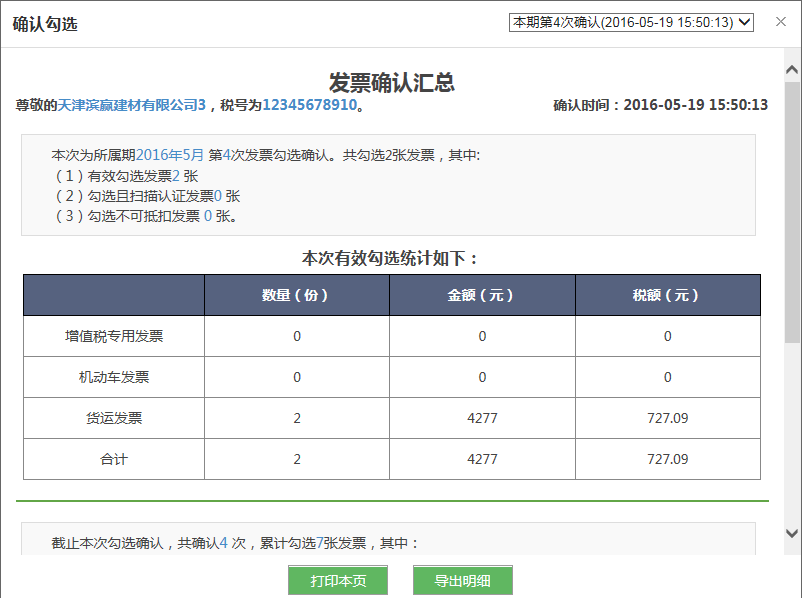 确认勾选
本期第4次确认(2016-05-19 15:50:13)
发票确认汇总
尊敬的天津滨赢建材有限公司3，税号为12345678910。
确认时间：2016-05-19 15:50:13
本次为所属期2016年5月 第4次发票勾选确认。共勾选2张发票，其中:
（1）有效勾选发票2 张
（2）勾选且扫描认证发票0 张
（3）勾选不可抵扣发票 0 张。
本次有效勾选统计如下：
数量（份） 金额（元） 税额（元）
增值税专用发票 0 0 0
机动车发票 0 0 0
货运发票 2 4277 727.09
合计 2 4277 727.09
截止本次勾选确认，共确认4 次，累计勾选7张发票，其中：
打印本页 导出明细